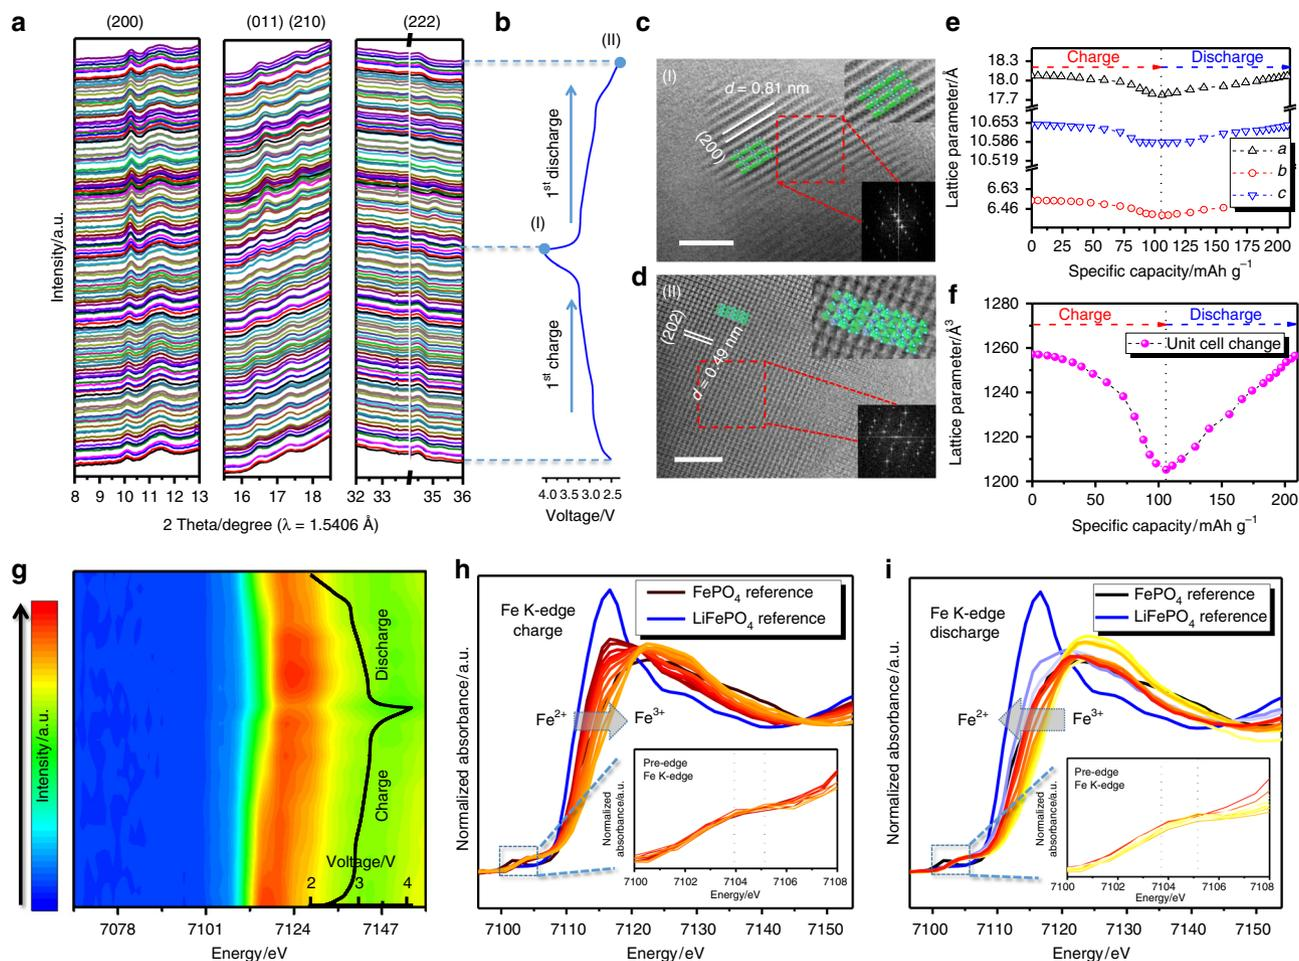 a
(200)
(011) (210)
(222)
Intensity/a.u.
8 9 10 11 12 13
16 17 18
32 33 35 36
2 Theta/degree (λ = 1.5406 Å)
b
(II)
1st discharge
(I)
1st charge
4.0 3.5 3.0 2.5
Voltage/V
c
(I)
d = 0.81 nm
(200)
d
(II)
(202)
d = 0.49 nm
e
Charge
Discharge
18.3
18.0
17.7
10.653
10.586
10.519
6.63
6.46
Lattice parameter/Å
a
b
c
0 25 50 75 100 125 150 175 200
Specific capacity/mAh g–1
f
Charge
Discharge
Unit cell change
1280
1260
1240
1220
1200
Lattice parameter/Å3
0 50 100 150 200
Specific capacity/mAh g–1
g
Intensity/a.u.
Discharge
Charge
Voltage/V
2 3 4
7078 7101 7124 7147
Energy/eV
h
Fe K-edge
charge
FePO4 reference
LiFePO4 reference
Normalized absorbance/a.u.
Fe2+
Fe3+
Pre-edge
Fe K-edge
Normalized
absorbance/a.u.
7100 7102 7104 7106 7108
Energy/eV
7100 7110 7120 7130 7140 7150
Energy/eV
i
Fe K-edge
discharge
FePO4 reference
LiFePO4 reference
Normalized absorbance/a.u.
Fe2+
Fe3+
Pre-edge
Fe K-edge
Normalized
absorbance/a.u.
7100 7102 7104 7106 7108
Energy/eV
7100 7110 7120 7130 7140 7150
Energy/eV